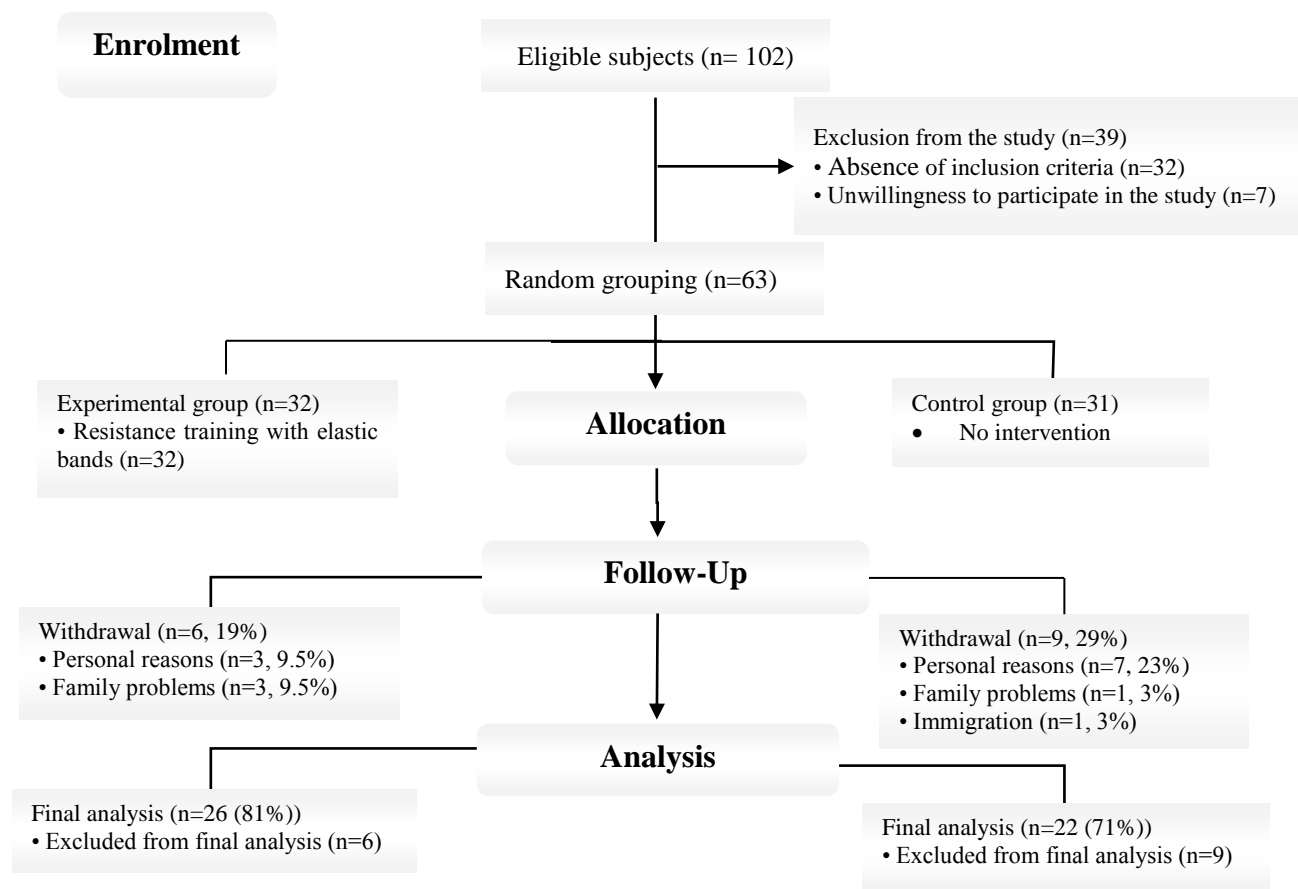 Enrolment
Eligible subjects (n= 102)
Exclusion from the study (n=39)
• Absence of inclusion criteria (n=32)
• Unwillingness to participate in the study (n=7)
Random grouping (n=63)
Experimental group (n=32)
• Resistance training with elastic
bands (n=32)
Allocation
Control group (n=31)
• No intervention
Follow-Up
Withdrawal (n=6, 19%)
• Personal reasons (n=3, 9.5%)
• Family problems (n=3, 9.5%)
Withdrawal (n=9, 29%)
• Personal reasons (n=7, 23%)
• Family problems (n=1, 3%)
• Immigration (n=1, 3%)
Analysis
Final analysis (n=26 (81%))
• Excluded from final analysis (n=6)
Final analysis (n=22 (71%))
• Excluded from final analysis (n=9)